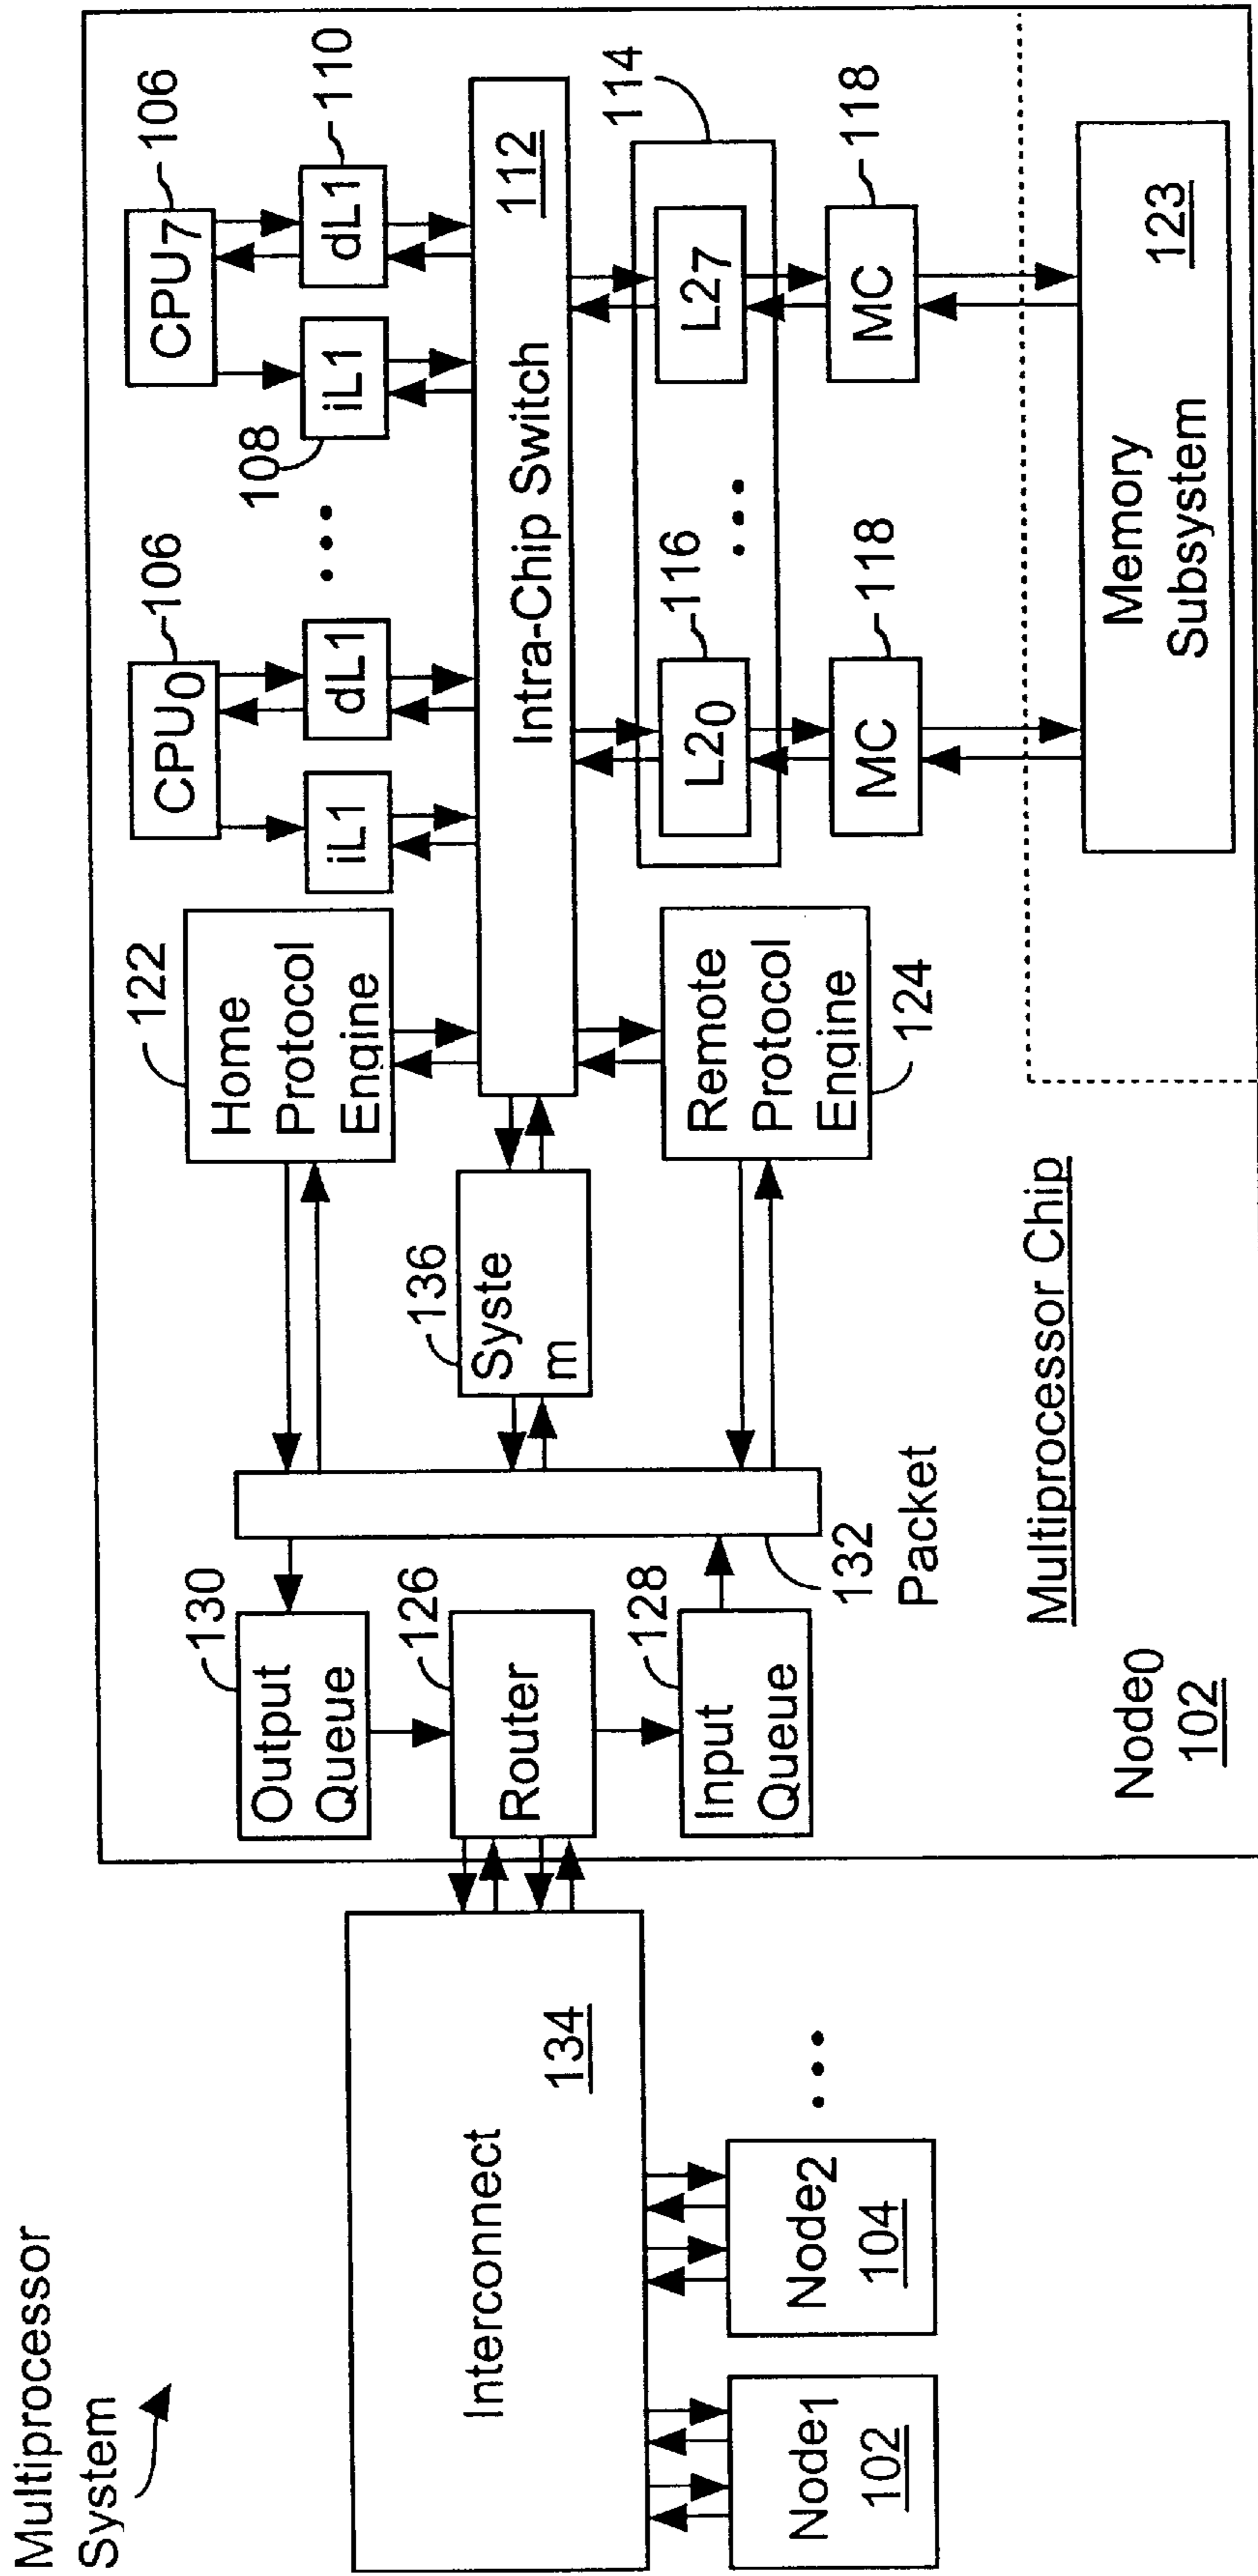 Multiprocessor
System
CPU0
106
CPU7
106
122
Home
Protocol
Engine
iL1
dL1
108
iL1
dL1
110
130
Output
Queue
126
Router
128
Input
Queue
132
Packet
136
Syste
m
Intra-Chip Switch
112
114
Interconnect
134
Remote
Protocol
Engine
124
L20
116
L27
MC
118
MC
118
Node1
102
Node2
104
Memory
Subsystem
123
Multiprocessor Chip
Node0
102